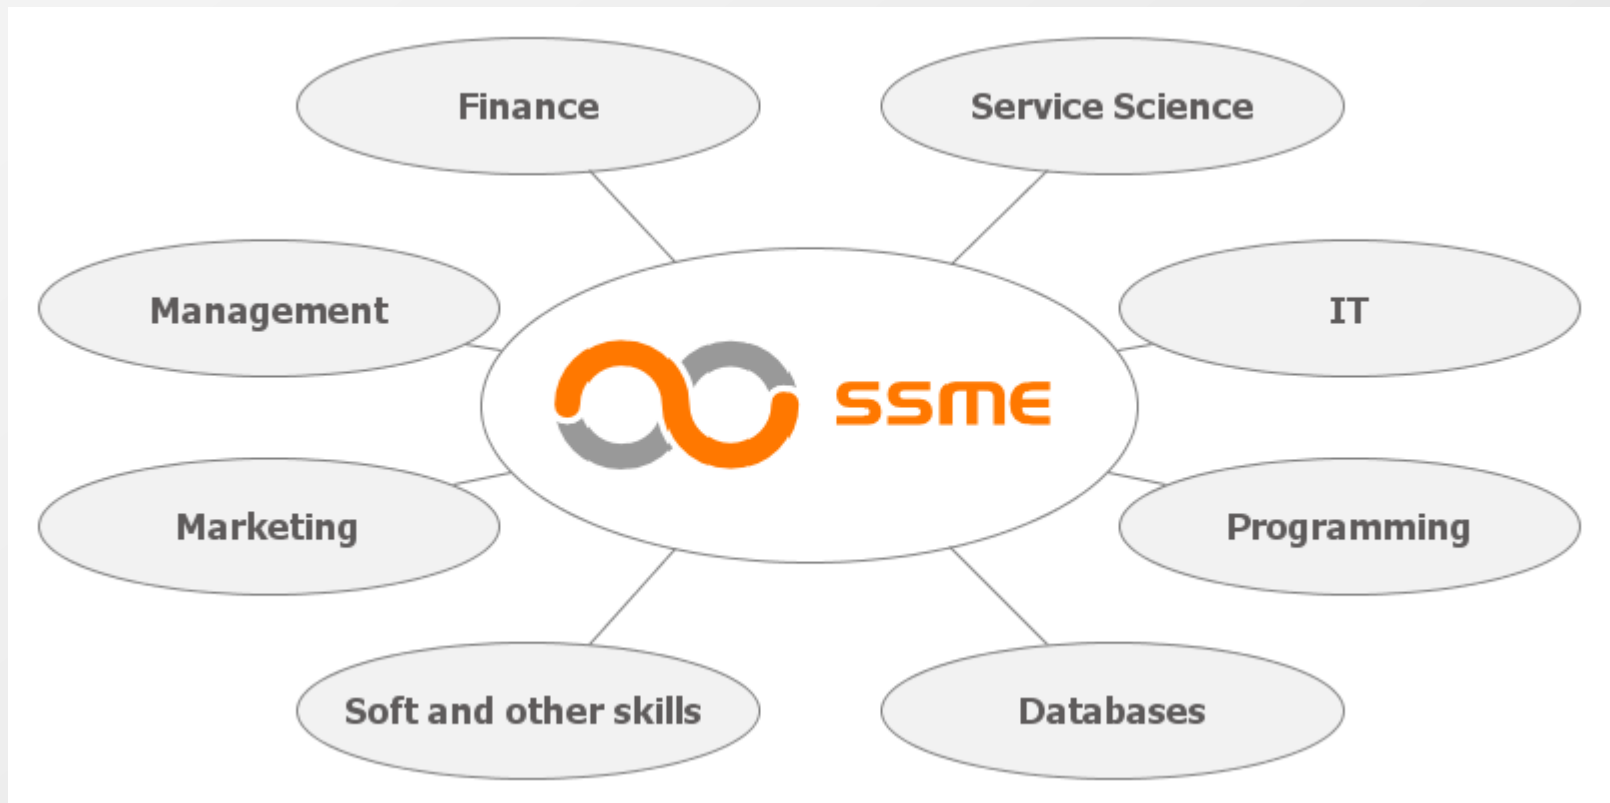 Finance
Service Science
Management
IT
SSME
Marketing
Programming
Soft and other skills
Databases